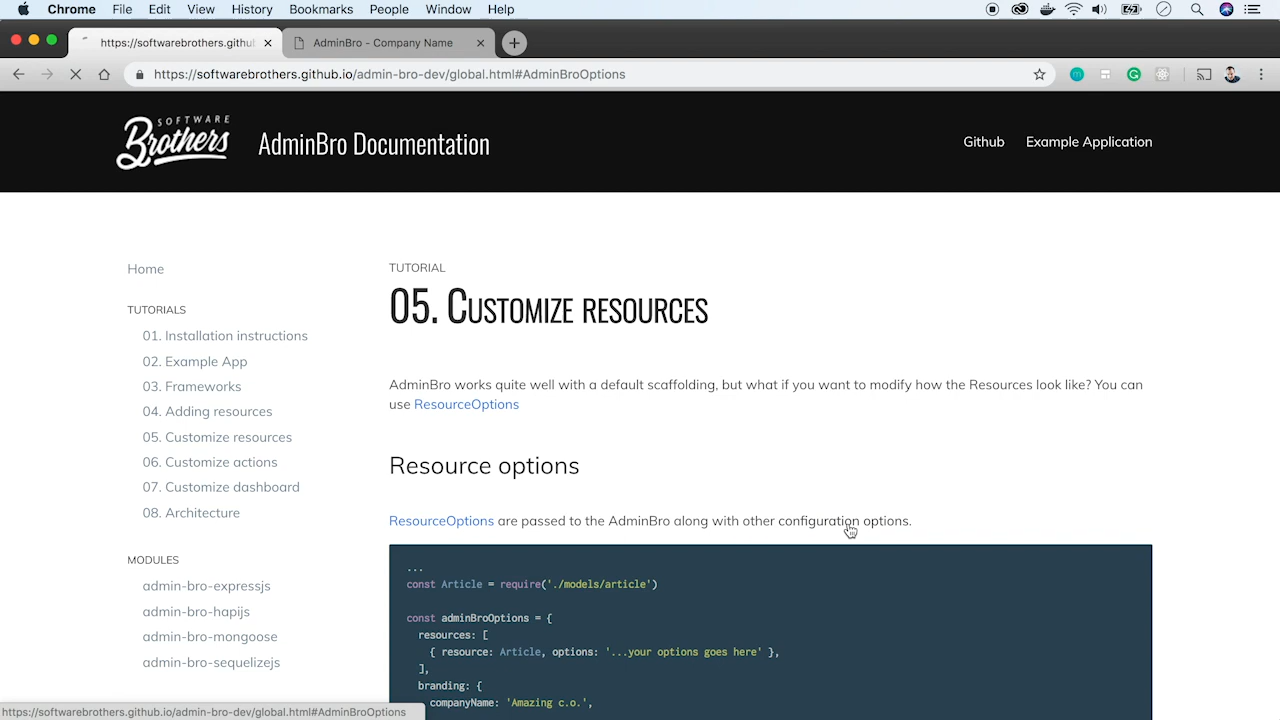 Chrome File Edit View History Bookmarks People Window Help
https://softwarebrothers.github
AdminBro - Company Name
https://softwarebrothers.github.io/admin-bro-dev/global.html#AdminBroOptions
SOFTWARE
Brothers
AdminBro Documentation
Github
Example Application
Home
TUTORIALS
01. Installation instructions
02. Example App
03. Frameworks
04. Adding resources
05. Customize resources
06. Customize actions
07. Customize dashboard
08. Architecture
MODULES
admin-bro-expressjs
admin-bro-hapijs
admin-bro-mongoose
admin-bro-sequelizejs
TUTORIAL
05. Customize resources
AdminBro works quite well with a default scaffolding, but what if you want to modify how the Resources look like? You can
use ResourceOptions
Resource options
ResourceOptions are passed to the AdminBro along with other configuration options.
...
const Article = require('./models/article')
const adminBroOptions = {
resources: [
{ resource: Article, options: '...your options goes here' },
],
branding: {
companyName: 'Amazing c.o.',
https://softwarebrothers.github.io/admin-bro-dev/global.html#AdminBroOptions